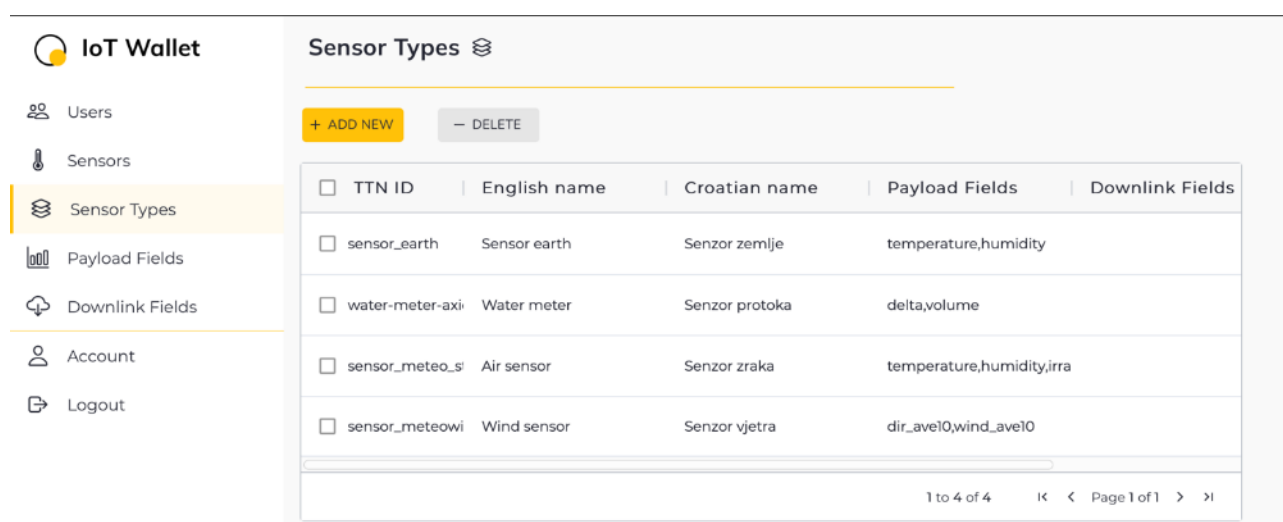 IoT Wallet
Users
Sensors
Sensor Types
Payload Fields
Downlink Fields
Account
Logout
Sensor Types
+ ADD NEW — DELETE
TTN ID English name Croatian name Payload Fields Downlink Fields
sensor_earth Sensor earth Senzor zemlje temperature,humidity
water-meter-axi Water meter Senzor protoka delta,volume
sensor_meteo_s Air sensor Senzor zraka temperature,humidity,irra
sensor_meteowi Wind sensor Senzor vjetra dir_ave10,wind_ave10
1 to 4 of 4 Page 1 of 1